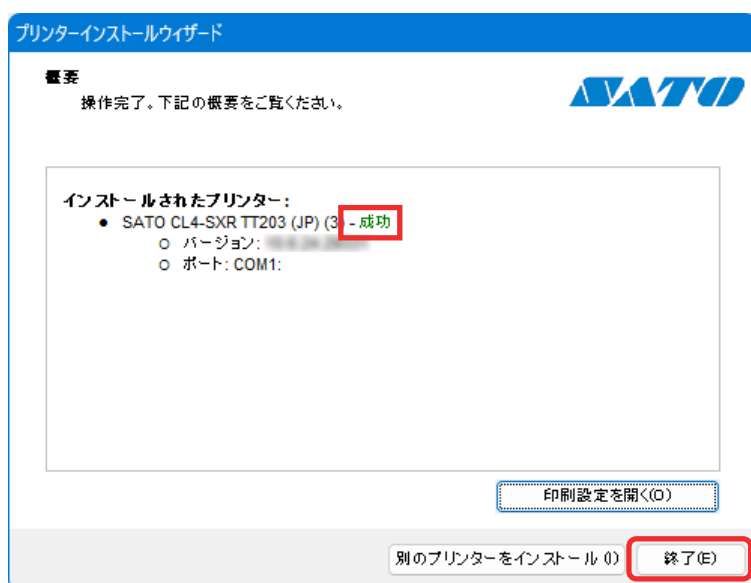 プリンターインストールウィザード
概要
操作完了。下記の概要をご覧ください。
SATO
インストールされたプリンター:
● SATO CL4-SXR TT203 (JP) (3) - 成功
○ バージョン:
○ ポート: COM1:
印刷設定を開く(O)
別のプリンターをインストール(I)
終了(E)